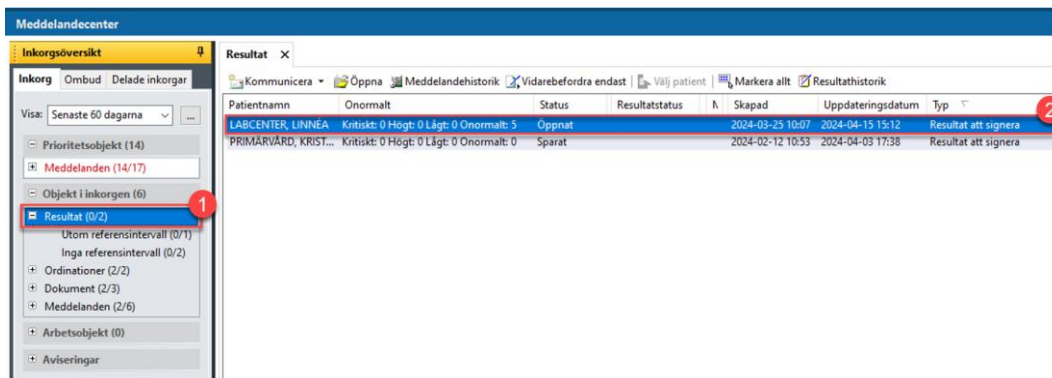 Meddelandecenter
Inkorgsöversikt
Inkorg Ombud Delade inkorgar
Visa: Senaste 60 dagarna ...
Prioritetsobjekt (14)
Meddelanden (14/17)
Objekt i inkorgen (6)
1
Resultat (0/2)
Utom referensintervall (0/1)
Inga referensintervall (0/2)
Ordinationer (2/2)
Dokument (2/3)
Meddelanden (2/6)
Arbetsobjekt (0)
Aviseringar
Resultat X
Kommunicera Öppna Meddelandehistorik Vidarebefordra endast Välj patient Markera allt Resultathistorik
Patientnamn Onormalt Status Resultatstatus Skapad Uppdateringsdatum Typ
2
LABCENTER, LINNÉA Kritiskt: 0 Högt: 0 Lågt: 0 Onormalt: 5 Öppnat 2024-03-25 10:07 2024-04-15 15:12 Resultat att signera
PRIMÄRVÅRD, KRIST... Kritiskt: 0 Högt: 0 Lågt: 0 Onormalt: 0 Sparat 2024-02-12 10:53 2024-04-03 17:38 Resultat att signera